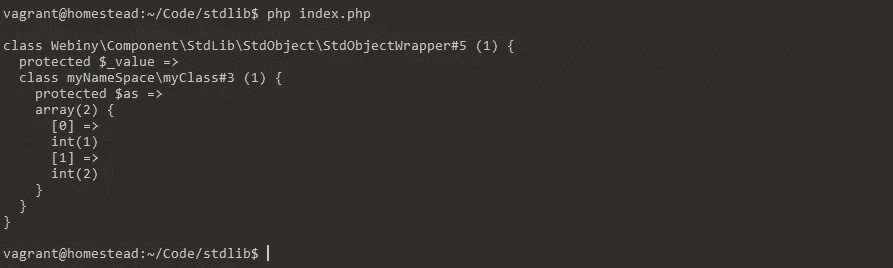 vagrant@homestead:~/Code/stdlib$ php index.php
class Webiny\Component\StdLib\StdObject\StdObjectWrapper#5 (1) {
  protected $_value =>
  class myNameSpace\myClass#3 (1) {
    protected $as =>
    array(2) {
      [0] =>
      int(1)
      [1] =>
      int(2)
    }
  }
}
vagrant@homestead:~/Code/stdlib$